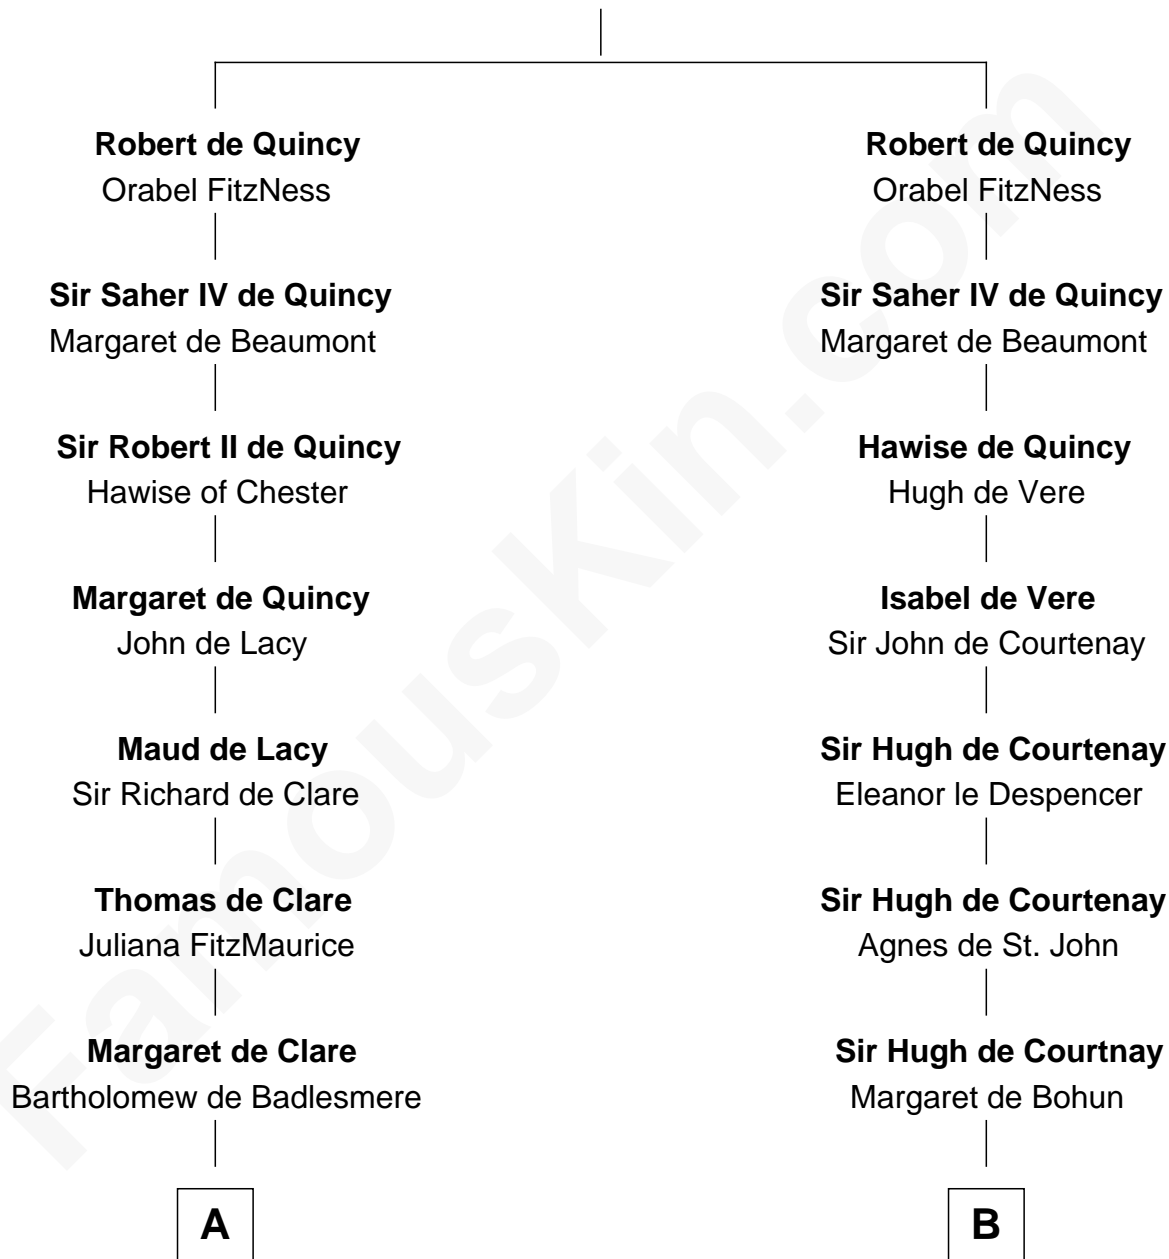 Robert de Quincy
Orabel FitzNess
Sir Saher IV de Quincy
Margaret de Beaumont
Sir Robert II de Quincy
Hawise of Chester
Margaret de Quincy
John de Lacy
Maud de Lacy
Sir Richard de Clare
Thomas de Clare
Juliana FitzMaurice
Margaret de Clare
Bartholomew de Badlesmere
A
Robert de Quincy
Orabel FitzNess
Sir Saher IV de Quincy
Margaret de Beaumont
Hawise de Quincy
Hugh de Vere
Isabel de Vere
Sir John de Courtenay
Sir Hugh de Courtenay
Eleanor le Despencer
Sir Hugh de Courtenay
Agnes de St. John
Sir Hugh de Courtnay
Margaret de Bohun
B
FamousKin.com